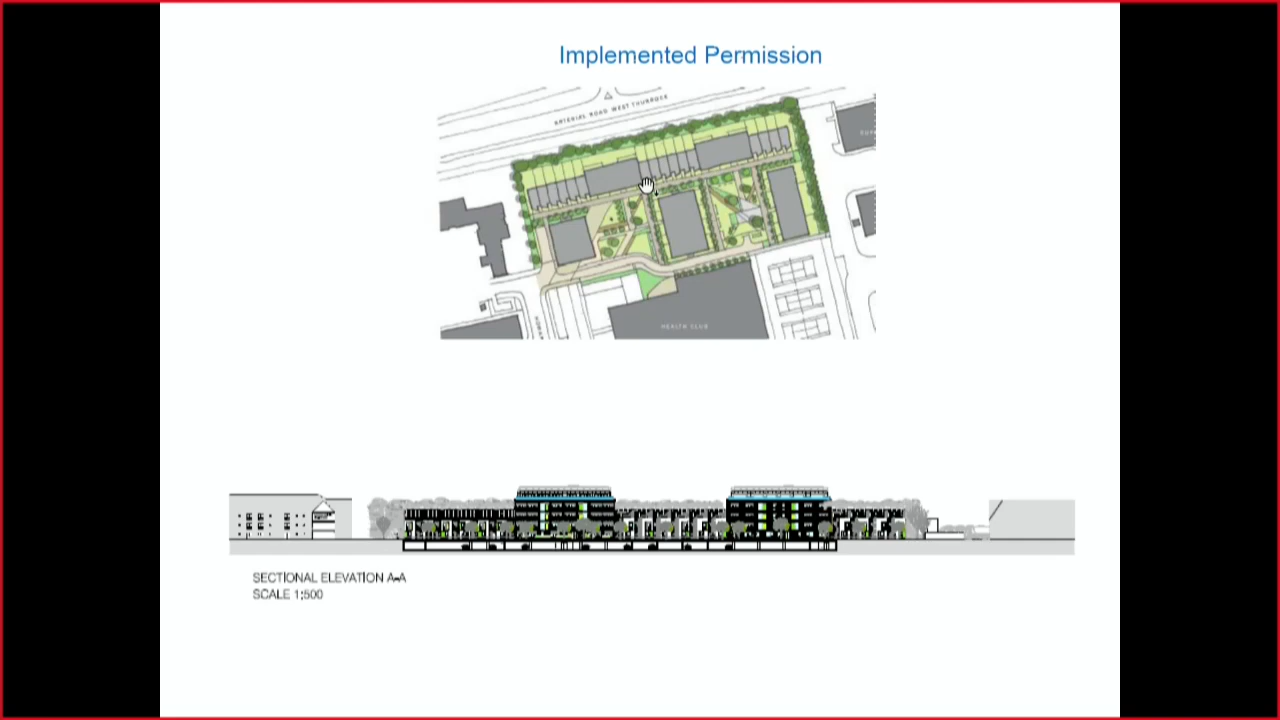 Implemented Permission
ARTERIAL ROAD WEST THURROCK
HEALTH CLUB
SECTIONAL ELEVATION A-A
SCALE 1:500